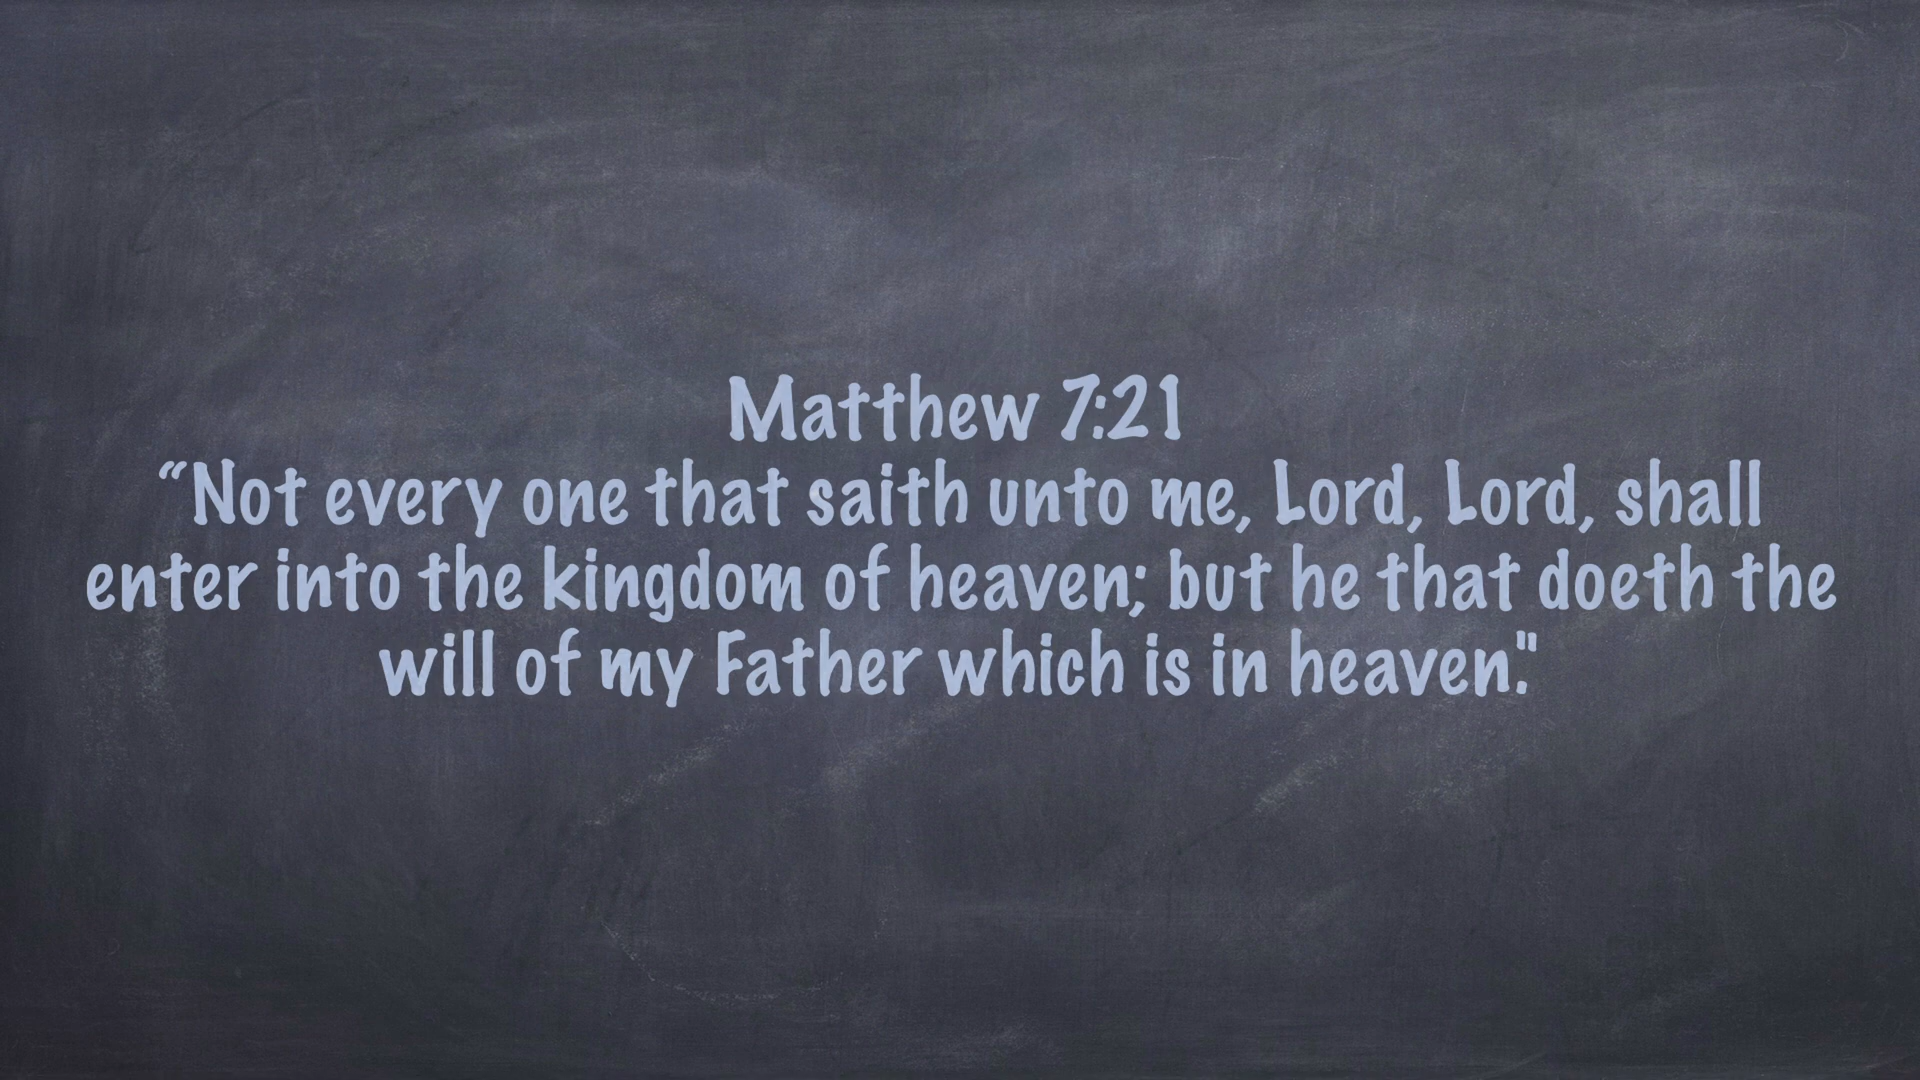 Matthew 7:21
“Not every one that saith unto me, Lord, Lord, shall
enter into the kingdom of heaven; but he that doeth the
will of my Father which is in heaven."